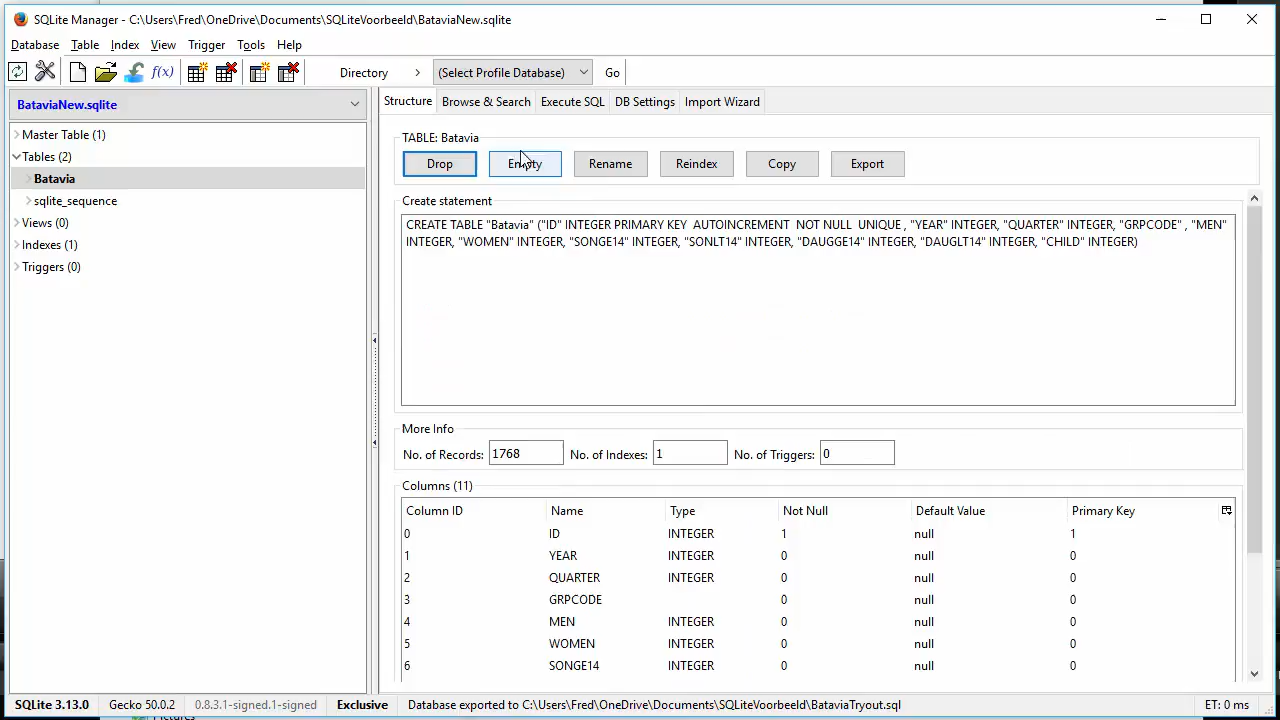 SQLite Manager - C:\Users\Fred\OneDrive\Documents\SQLiteVoorbeeld\BataviaNew.sqlite
Database Table Index View Trigger Tools Help
f(x) Directory (Select Profile Database) Go
BataviaNew.sqlite
Master Table (1)
Tables (2)
Batavia
sqlite_sequence
Views (0)
Indexes (1)
Triggers (0)
Structure Browse & Search Execute SQL DB Settings Import Wizard
TABLE: Batavia
Drop Empty Rename Reindex Copy Export
Create statement
CREATE TABLE "Batavia" ("ID" INTEGER PRIMARY KEY AUTOINCREMENT NOT NULL UNIQUE , "YEAR" INTEGER, "QUARTER" INTEGER, "GRPCODE" , "MEN"
INTEGER, "WOMEN" INTEGER, "SONGE14" INTEGER, "SONLT14" INTEGER, "DAUGGE14" INTEGER, "DAUGLT14" INTEGER, "CHILD" INTEGER)
More Info
No. of Records: 1768 No. of Indexes: 1 No. of Triggers: 0
Columns (11)
Column ID Name Type Not Null Default Value Primary Key
0 ID INTEGER 1 null 1
1 YEAR INTEGER 0 null 0
2 QUARTER INTEGER 0 null 0
3 GRPCODE 0 null 0
4 MEN INTEGER 0 null 0
5 WOMEN INTEGER 0 null 0
6 SONGE14 INTEGER 0 null 0
SQLite 3.13.0 Gecko 50.0.2 0.8.3.1-signed.1-signed Exclusive Database exported to C:\Users\Fred\OneDrive\Documents\SQLiteVoorbeeld\BataviaTryout.sql ET: 0 ms
Pictures